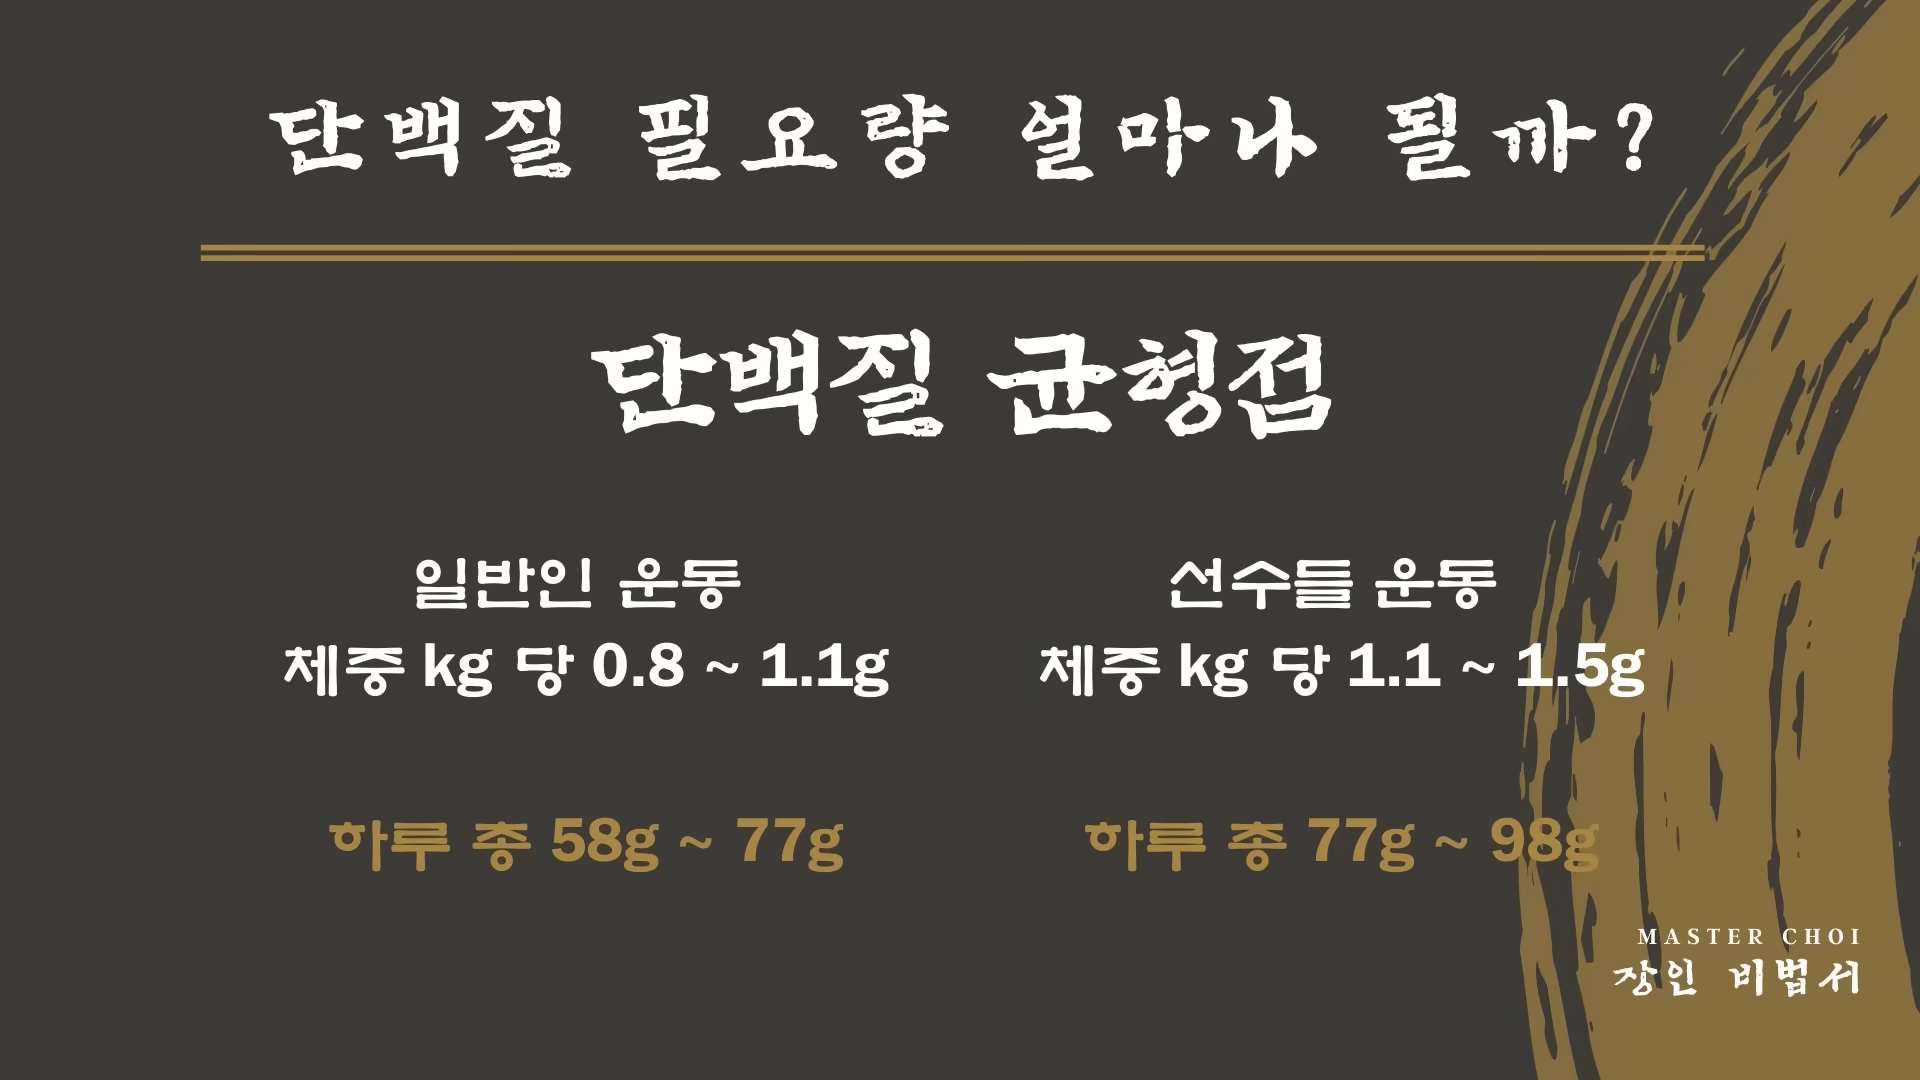 단백질 필요량 얼마나 될까?
단백질 균형점
일반인 운동
체중 kg 당 0.8 ~ 1.1g
하루 총 58g ~ 77g
선수들 운동
체중 kg 당 1.1 ~ 1.5g
하루 총 77g ~ 98g
MASTER CHOI
장인 비법서